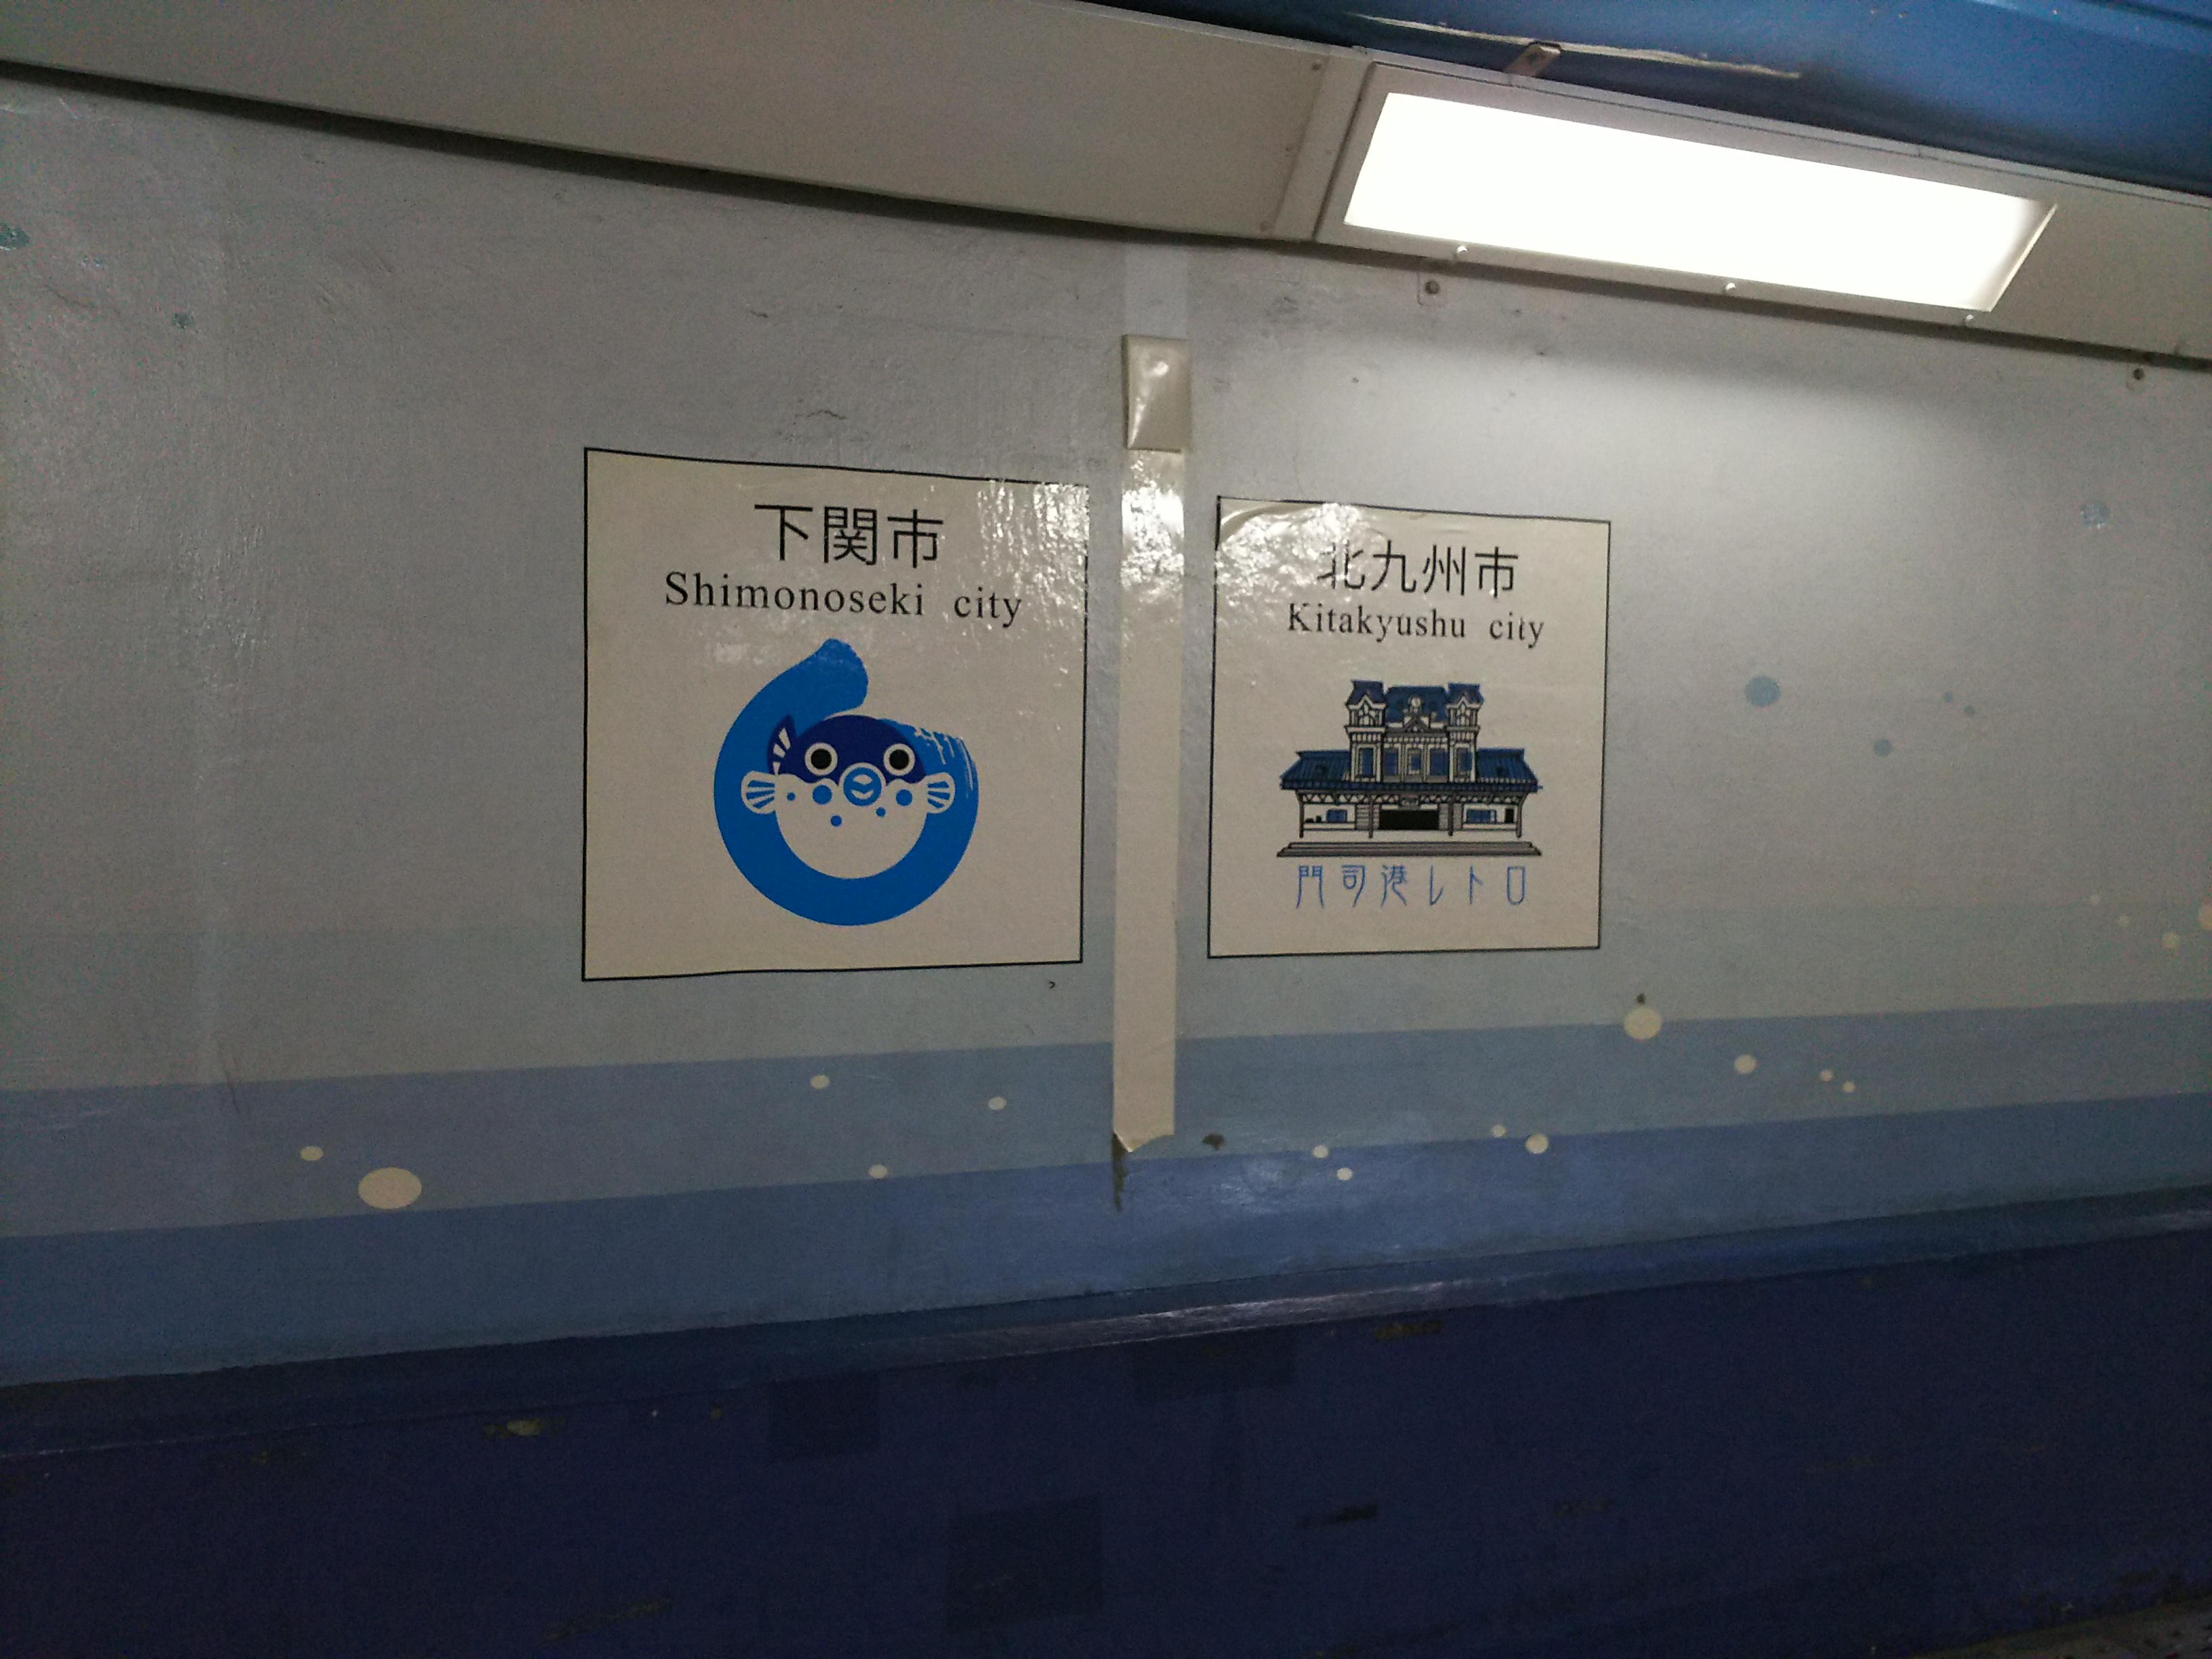 下関市
Shimonoseki city
北九州市
Kitakyushu city
門司港レトロ